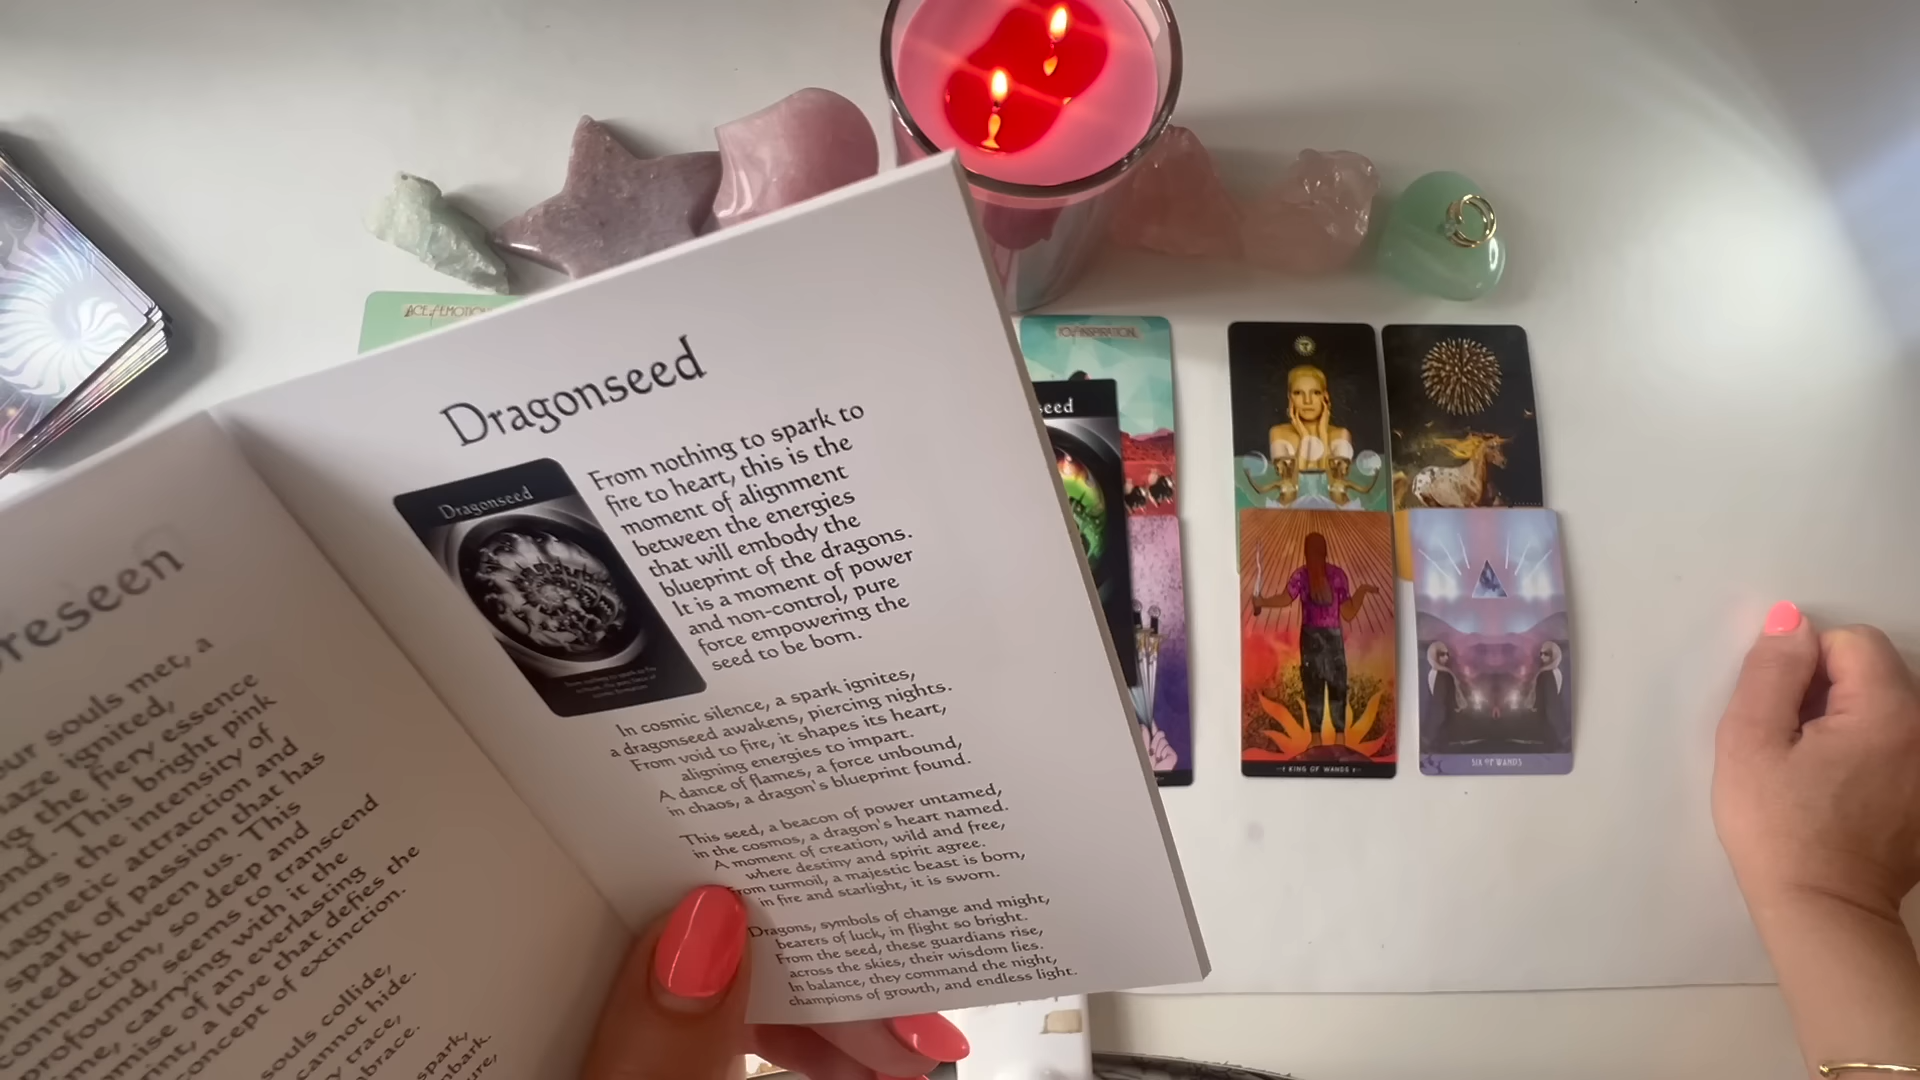 reseen
our souls met, a
ignited,
the fiery essence
This bright pink
the intensity of
attraction and
spark of passion that has
between us. This
connection, so deep and
profound, seems to transcend
carrying with it the
of an everlasting
a love that defies the
concept of extinction.
souls collide,
cannot hide.
trace,
spark,
Dragonseed
Dragonseed
From nothing to spark to
fire to heart, this is the
moment of alignment
between the energies
that will embody the
blueprint of the dragons.
It is a moment of power
and non-control, pure
force empowering the
seed to be born.
In cosmic silence, a spark ignites,
a dragonseed awakens, piercing nights.
From void to fire, it shapes its heart,
aligning energies to impart.
A dance of flames, a force unbound,
in chaos, a dragon's blueprint found.
This seed, a beacon of power untamed,
in the cosmos, a dragon's heart named.
A moment of creation, wild and free,
where destiny and spirit agree.
From turmoil, a majestic beast is born,
in fire and starlight, it is sworn.
Dragons, symbols of change and might,
bearers of luck, in flight so bright.
From the seed, these guardians rise,
across the skies, their wisdom lies.
In balance, they command the night,
champions of growth, and endless light.
ACE of EMOTION
10 of INSPIRATION
seed
KING OF WANDS
SIX OF WANDS